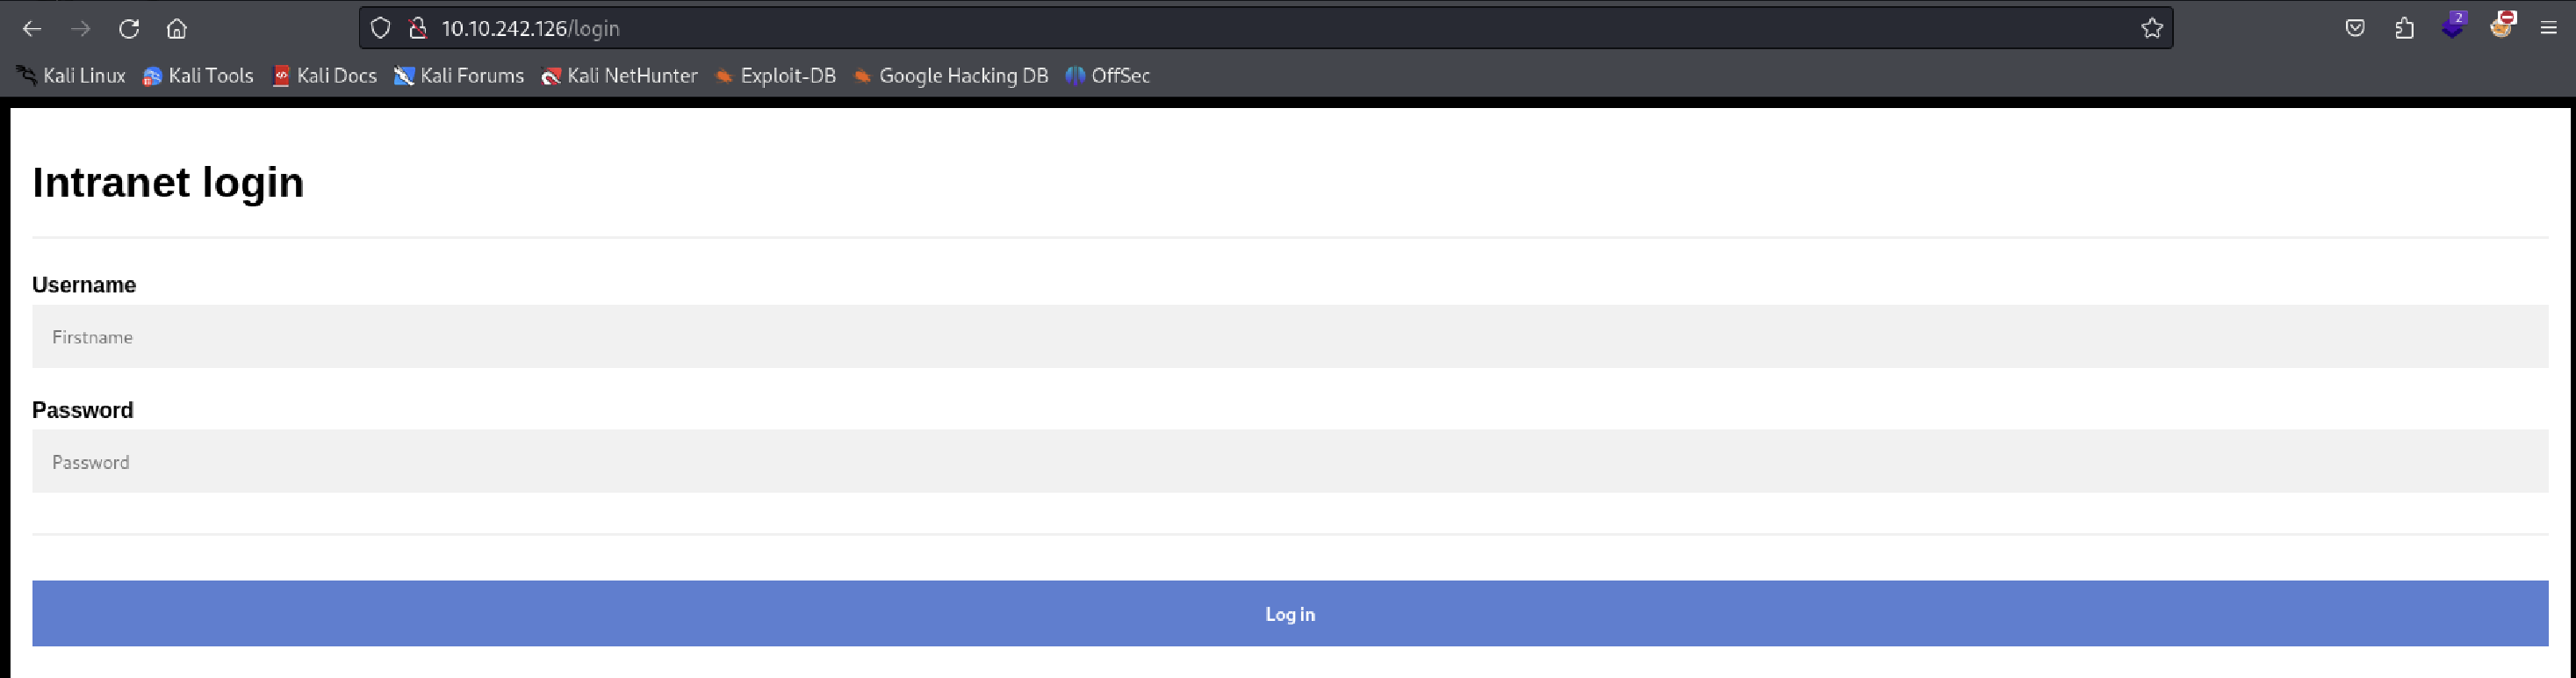 10.10.242.126/login
2
Kali Linux Kali Tools Kali Docs Kali Forums Kali NetHunter Exploit-DB Google Hacking DB OffSec
Intranet login
Username
Firstname
Password
Password
Log in